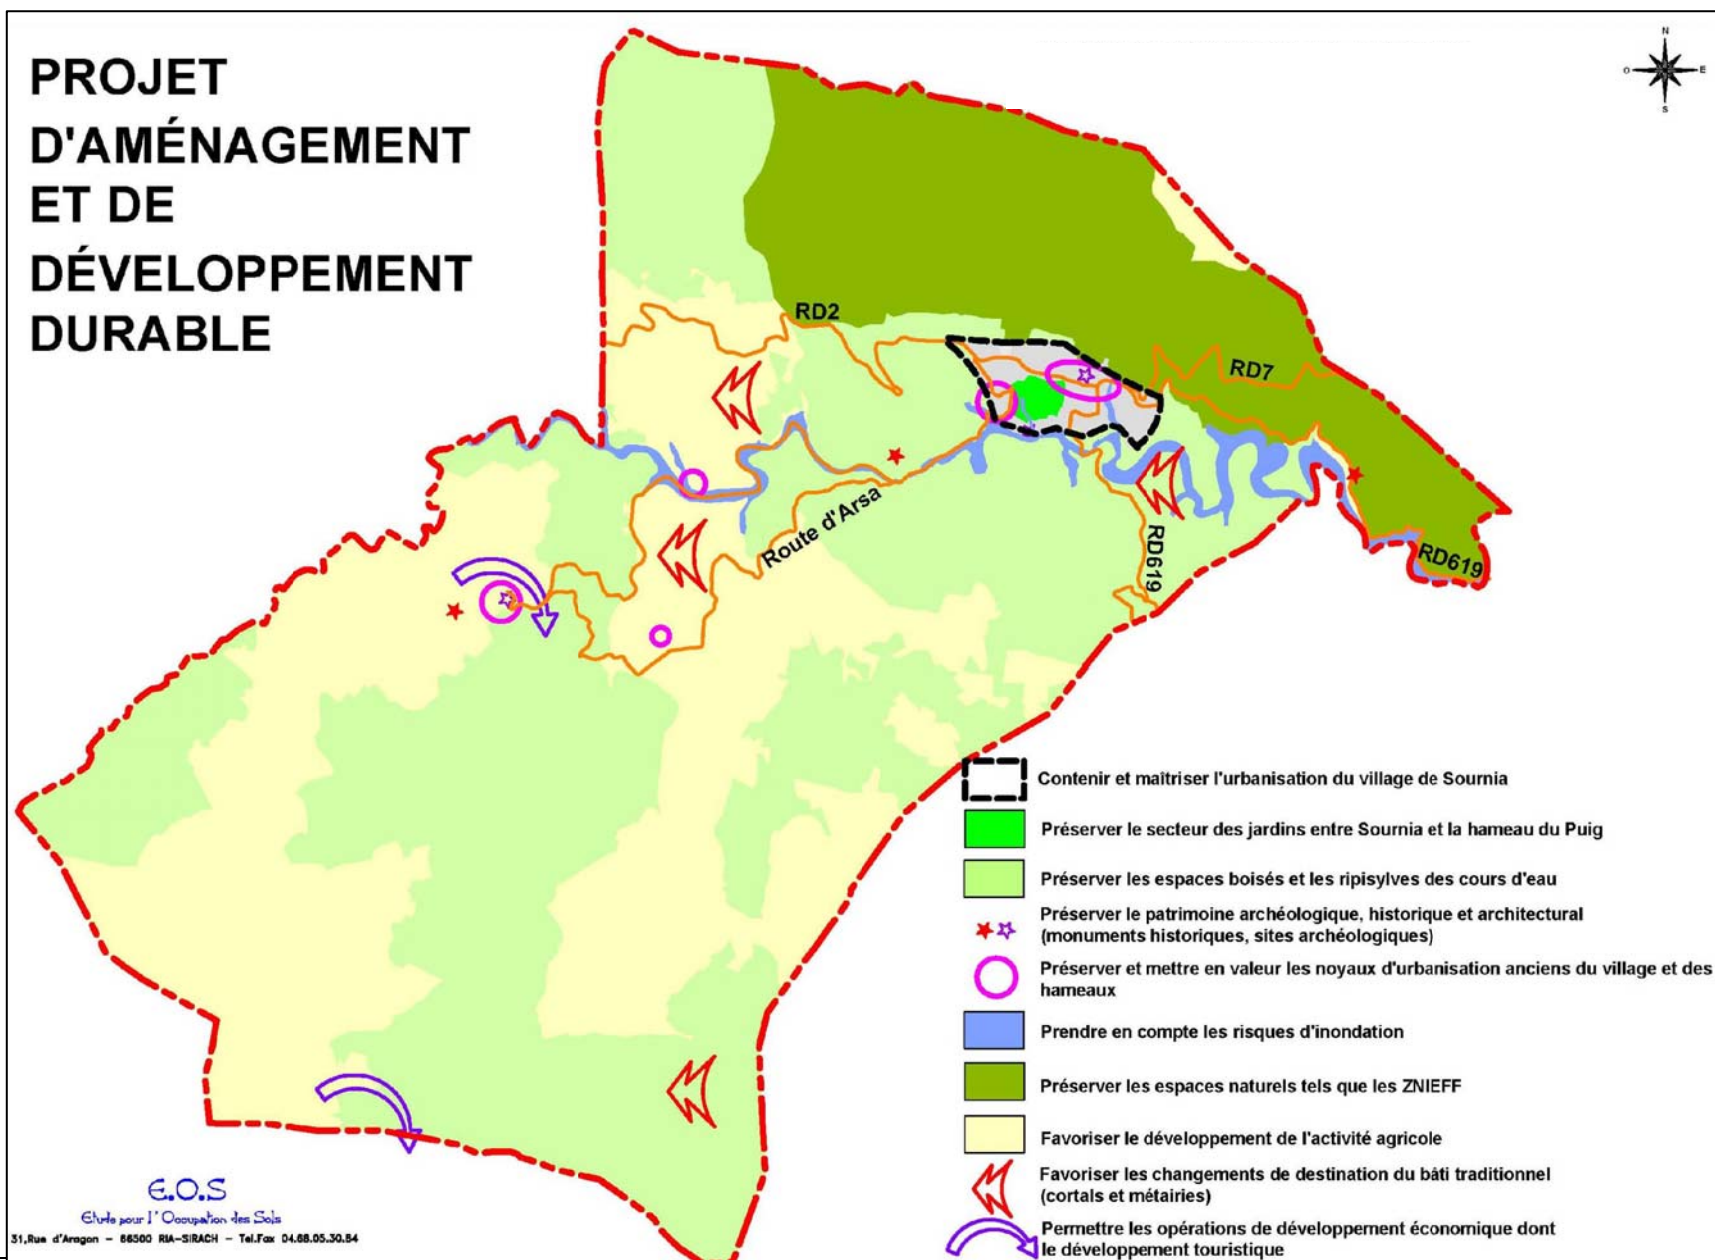 PROJET
D'AMÉNAGEMENT
ET DE
DÉVELOPPEMENT
DURABLE
N
O
E
S
RD2
RD7
Route d'Arsa
RD619
RD619
Contenir et maîtriser l'urbanisation du village de Sournia
Préserver le secteur des jardins entre Sournia et la hameau du Puig
Préserver les espaces boisés et les ripisylves des cours d'eau
Préserver le patrimoine archéologique, historique et architectural
(monuments historiques, sites archéologiques)
Préserver et mettre en valeur les noyaux d'urbanisation anciens du village et des
hameaux
Prendre en compte les risques d'inondation
Préserver les espaces naturels tels que les ZNIEFF
Favoriser le développement de l'activité agricole
Favoriser les changements de destination du bâti traditionnel
(cortals et métairies)
Permettre les opérations de développement économique dont
le développement touristique
E.O.S
Etude pour l'Occupation des Sols
31,Rue d'Aragon - 66500 RIA-SIRACH - Tel.Fax 04.68.05.30.54